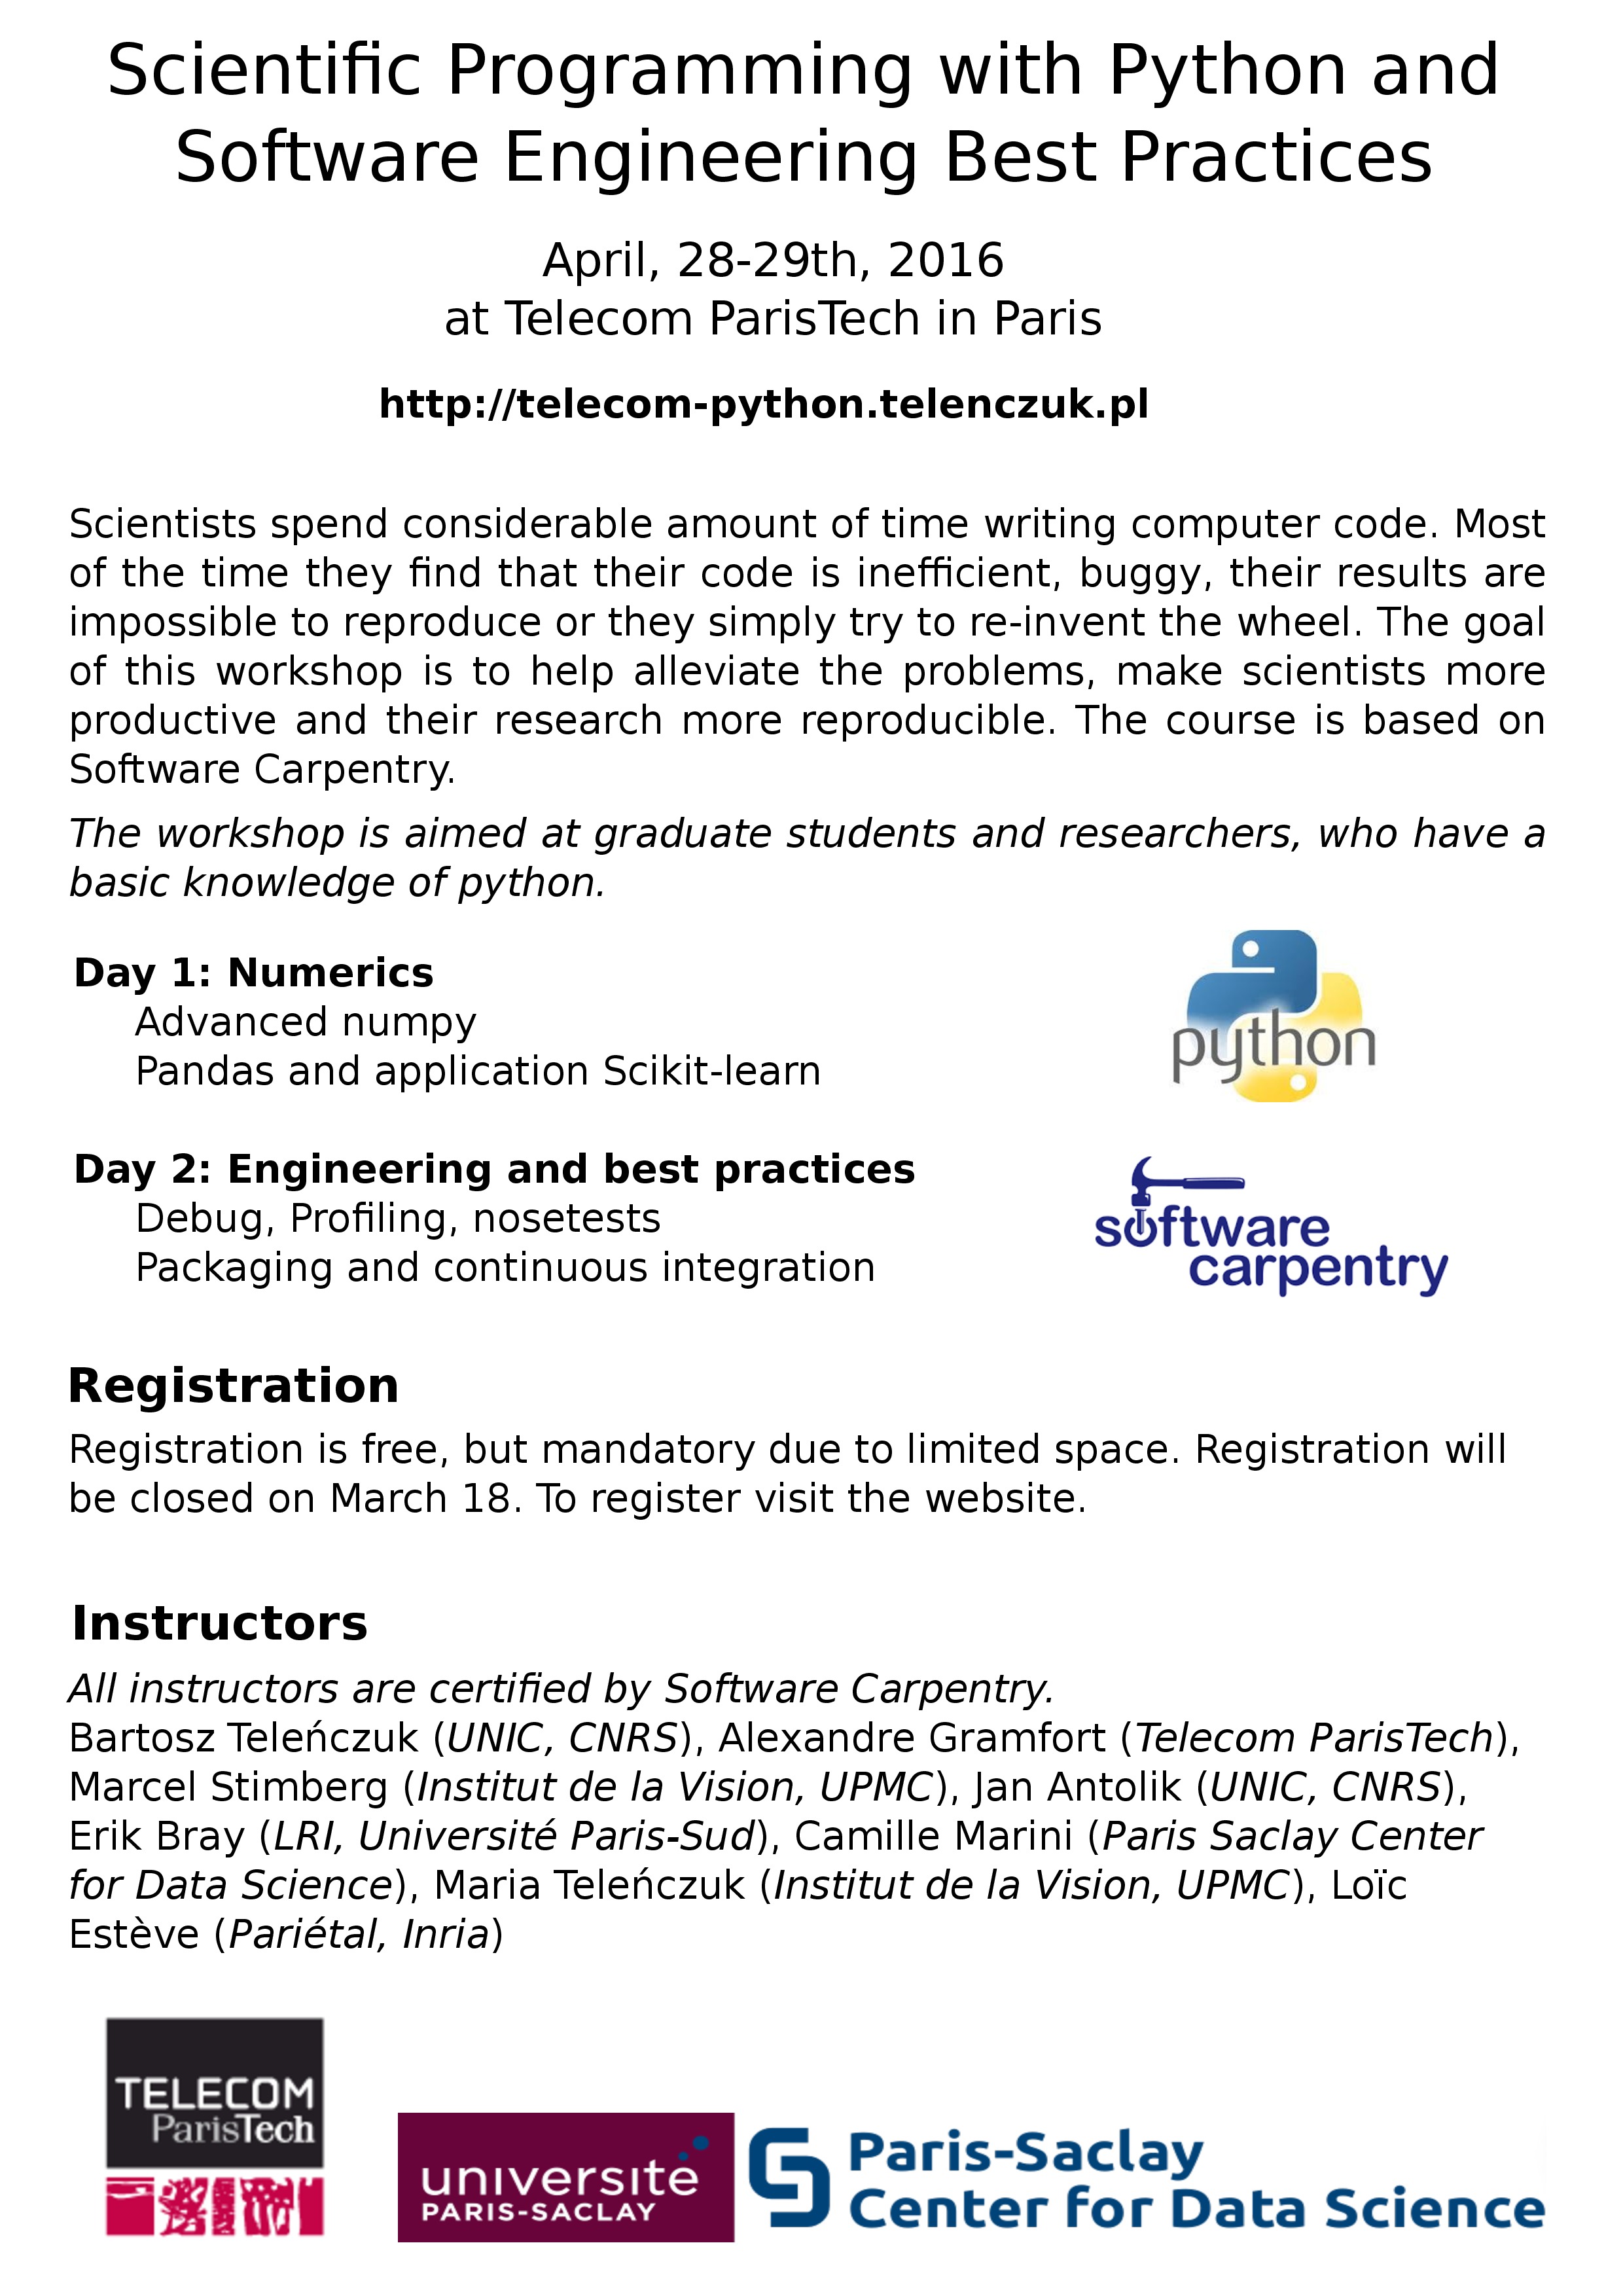 Scientific Programming with Python and
Software Engineering Best Practices
April, 28-29th, 2016
at Telecom ParisTech in Paris
http://telecom-python.telenczuk.pl
Scientists spend considerable amount of time writing computer code. Most
of the time they find that their code is inefficient, buggy, their results are
impossible to reproduce or they simply try to re-invent the wheel. The goal
of this workshop is to help alleviate the problems, make scientists more
productive and their research more reproducible. The course is based on
Software Carpentry.
The workshop is aimed at graduate students and researchers, who have a
basic knowledge of python.
Day 1: Numerics
Advanced numpy
Pandas and application Scikit-learn
python
Day 2: Engineering and best practices
Debug, Profiling, nosetests
Packaging and continuous integration
software
carpentry
Registration
Registration is free, but mandatory due to limited space. Registration will
be closed on March 18. To register visit the website.
Instructors
All instructors are certified by Software Carpentry.
Bartosz Teleńczuk (UNIC, CNRS), Alexandre Gramfort (Telecom ParisTech),
Marcel Stimberg (Institut de la Vision, UPMC), Jan Antolik (UNIC, CNRS),
Erik Bray (LRI, Université Paris-Sud), Camille Marini (Paris Saclay Center
for Data Science), Maria Teleńczuk (Institut de la Vision, UPMC), Loïc
Estève (Pariétal, Inria)
TELECOM
ParisTech
université
PARIS-SACLAY
Paris-Saclay
Center for Data Science